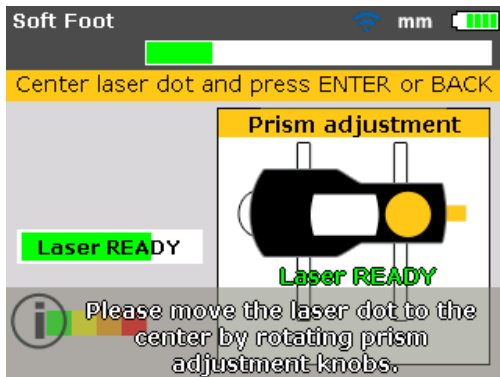 Soft Foot
mm
Center laser dot and press ENTER or BACK
Prism adjustment
Laser READY
Laser READY
Please move the laser dot to the
center by rotating prism
adjustment knobs.